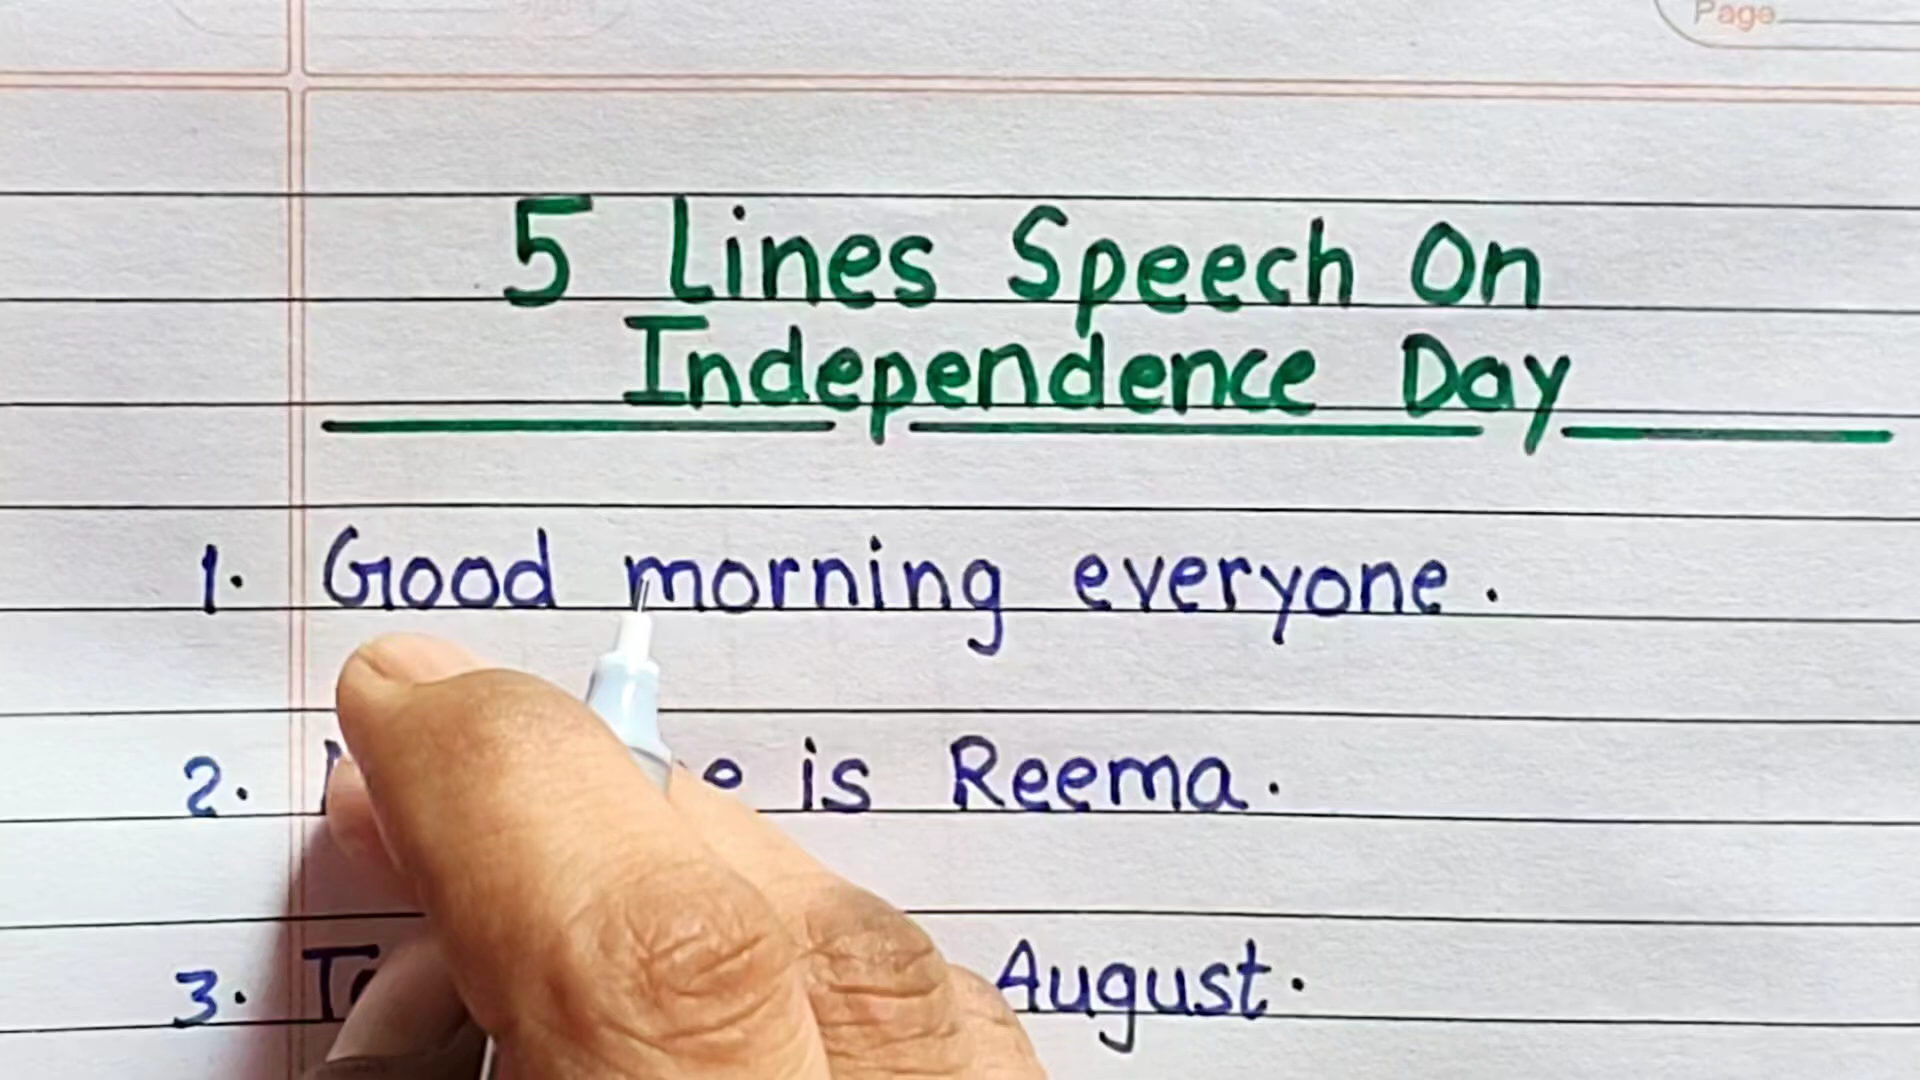 Page
5 Lines Speech On
Independence Day
1. Good morning everyone.
2. is Reema.
3. August.